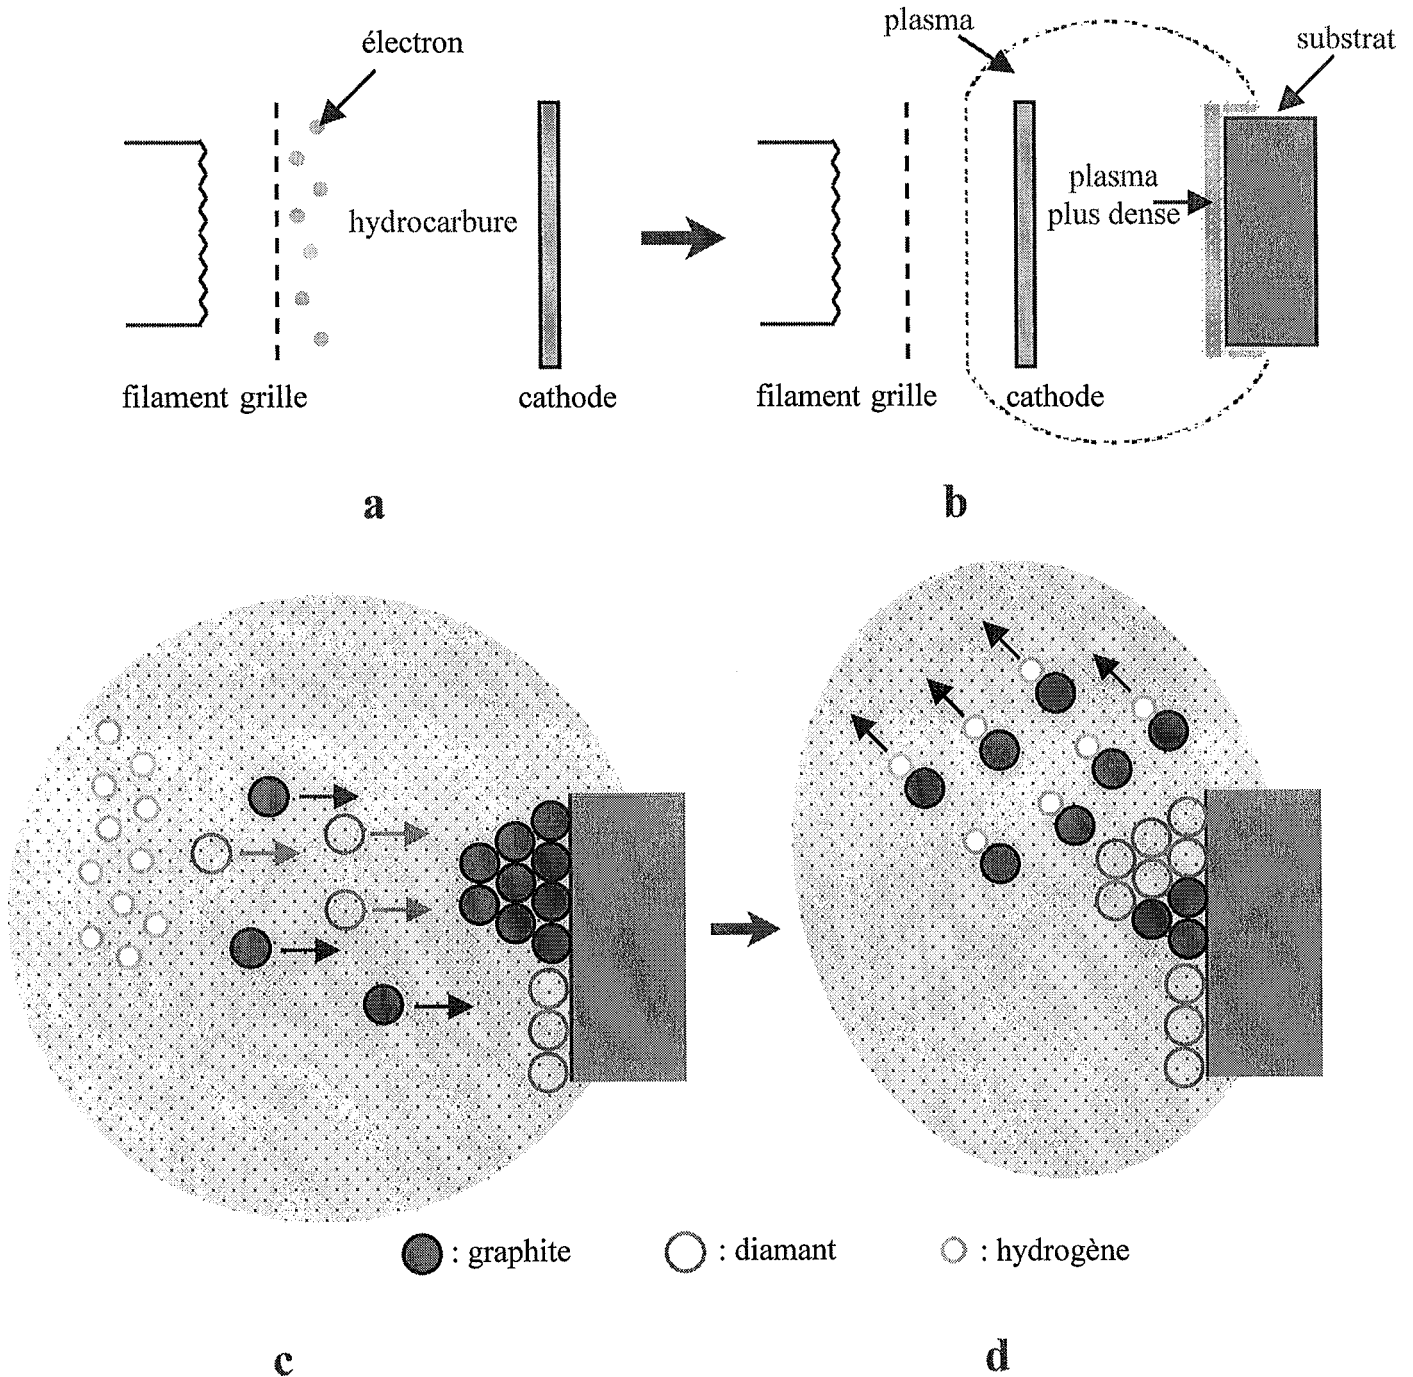 électron
hydrocarbure
filament grille
cathode
a
plasma
substrat
plasma
plus dense
filament grille
cathode
b
: graphite
: diamant
: hydrogène
c
d